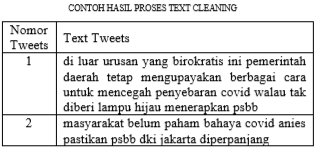 CONTOH HASIL PROSES TEXT CLEANING
Nomor Tweets Text Tweets
1 di luar urusan yang birokratis ini pemerintah
daerah tetap mengupayakan berbagai cara
untuk mencegah penyebaran covid walau tak
diberi lampu hijau menerapkan psbb
2 masyarakat belum paham bahaya covid anies
pastikan psbb dki jakarta diperpanjang